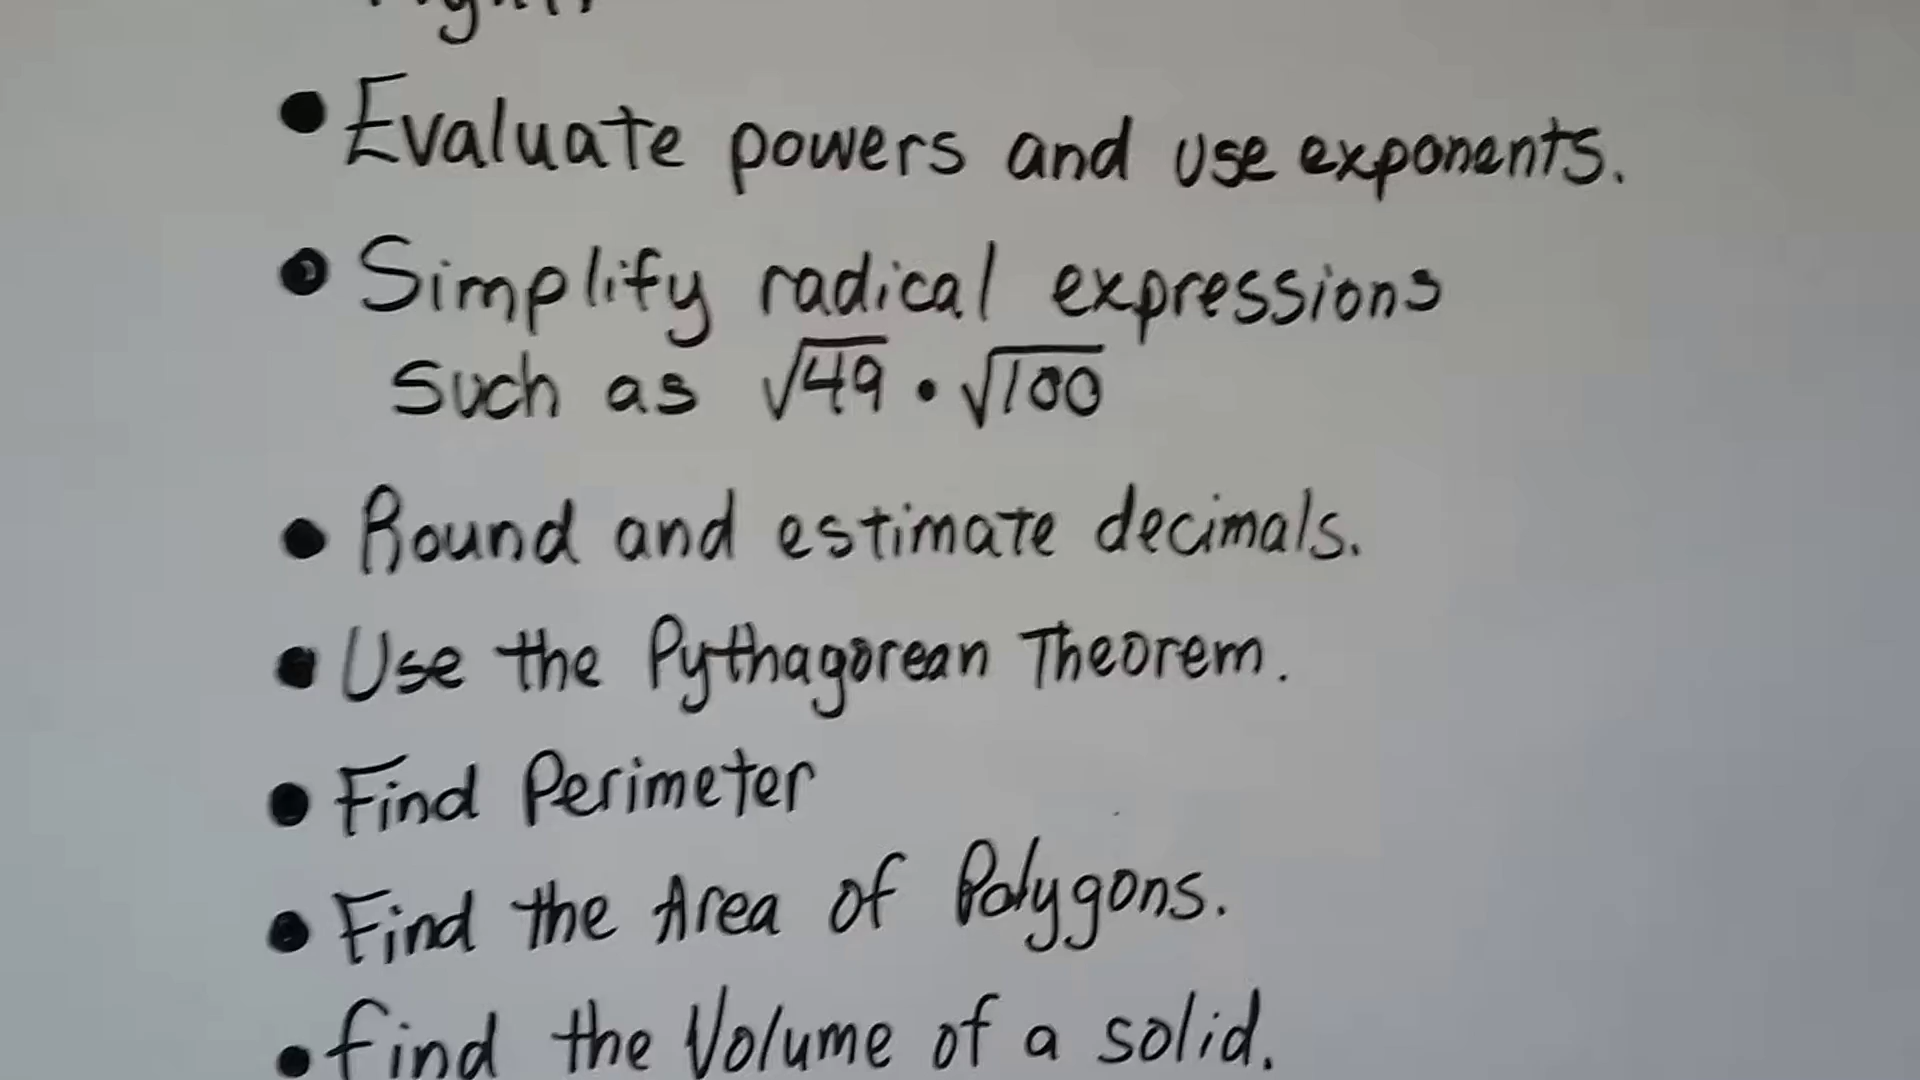 • Evaluate powers and use exponents.
• Simplify radical expressions
such as √49 • √100
• Round and estimate decimals.
• Use the Pythagorean Theorem.
• Find Perimeter
• Find the Area of Polygons.
• find the Volume of a solid.